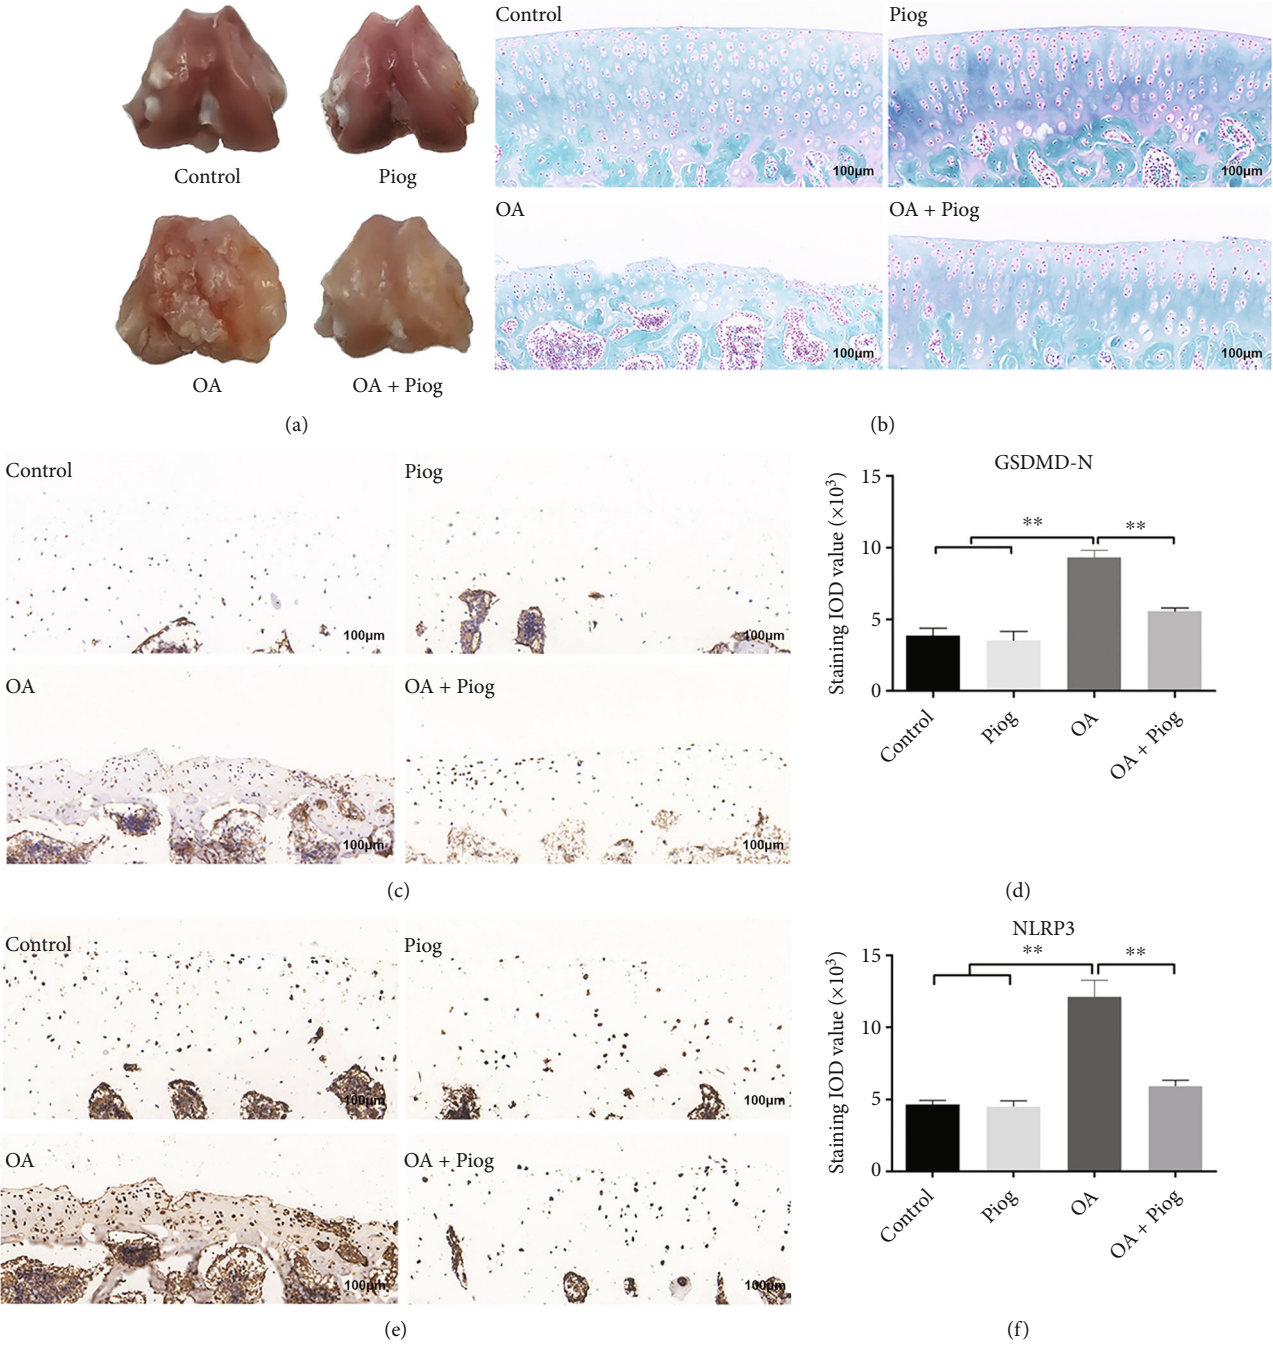 Control
Piog
OA
OA + Piog
(a)
Control
Piog
100μm
100μm
OA
OA + Piog
100μm
100μm
(b)
Control
Piog
100μm
100μm
OA
OA + Piog
100μm
100μm
(c)
GSDMD-N
Staining IOD value (×10³)
15
10
5
0
**
**
Control
Piog
OA
OA + Piog
(d)
Control
Piog
100μm
100μm
OA
OA + Piog
100μm
100μm
(e)
NLRP3
Staining IOD value (×10³)
15
10
5
0
**
**
Control
Piog
OA
OA + Piog
(f)